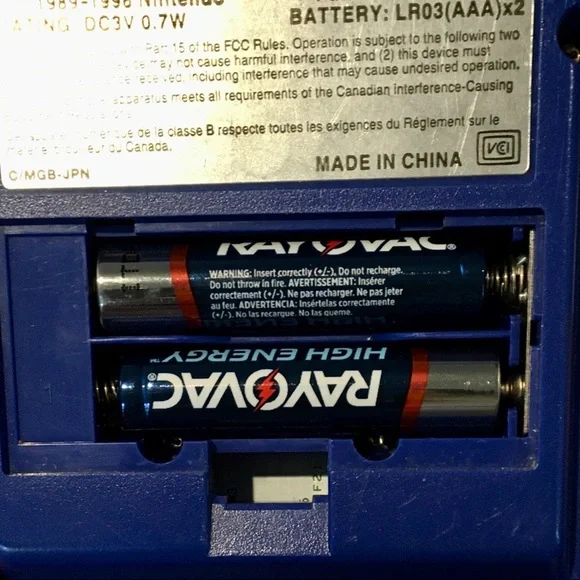 1989-1996 Nintendo
DC3V 0.7W
BATTERY: LR03(AAA)x2
Part 15 of the FCC Rules. Operation is subject to the following two
may not cause harmful interference, and (2) this device must
received, including interference that may cause undesired operation.
apparatus meets all requirements of the Canadian Interference-Causing
de la classe B respecte toutes les exigences du Règlement sur le
du Canada.
MADE IN CHINA
VCI
C/MGB-JPN
RAYOVAC®
WARNING: Insert correctly (+/-). Do not recharge.
Do not throw in fire. AVERTISSEMENT: Insérer
correctement (+/-). Ne pas recharger. Ne pas jeter
au feu. ADVERTENCIA: Insértelas correctamente
(+/-). No las recargue. No las queme.
HIGH ENERGY™
RAYOVAC®